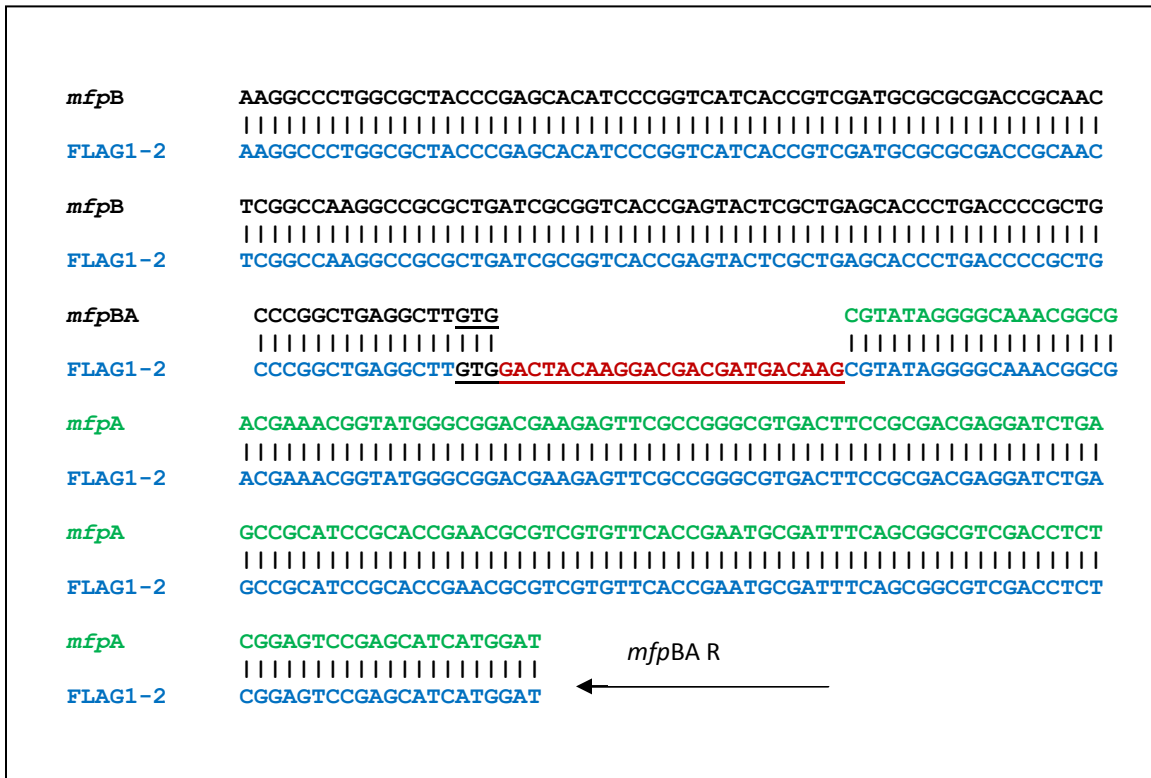 mfpB AAGGCCCTGGCGCTACCCGAGCACATCCCGGTCATCACCGTCGATGCGCGCGACCGCAAC
FLAG1-2 AAGGCCCTGGCGCTACCCGAGCACATCCCGGTCATCACCGTCGATGCGCGCGACCGCAAC
mfpB TCGGCCAAGGCCGCGCTGATCGCGGTCACCGAGTACTCGCTGAGCACCCTGACCCCGCTG
FLAG1-2 TCGGCCAAGGCCGCGCTGATCGCGGTCACCGAGTACTCGCTGAGCACCCTGACCCCGCTG
mfpBA CCCGGCTGAGGCTTGTG CGTATAGGGGCAAACGGCG
FLAG1-2 CCCGGCTGAGGCTTGTGGACTACAAGGACGACGATGACAAGCGTATAGGGGCAAACGGCG
mfpA ACGAAACGGTATGGGCGGACGAAGAGTTCGCCGGGCGTGACTTCCGCGACGAGGATCTGA
FLAG1-2 ACGAAACGGTATGGGCGGACGAAGAGTTCGCCGGGCGTGACTTCCGCGACGAGGATCTGA
mfpA GCCGCATCCGCACCGAACGCGTCGTGTTCACCGAATGCGATTTCAGCGGCGTCGACCTCT
FLAG1-2 GCCGCATCCGCACCGAACGCGTCGTGTTCACCGAATGCGATTTCAGCGGCGTCGACCTCT
mfpA CGGAGTCCGAGCATCATGGAT
mfpBA R
FLAG1-2 CGGAGTCCGAGCATCATGGAT